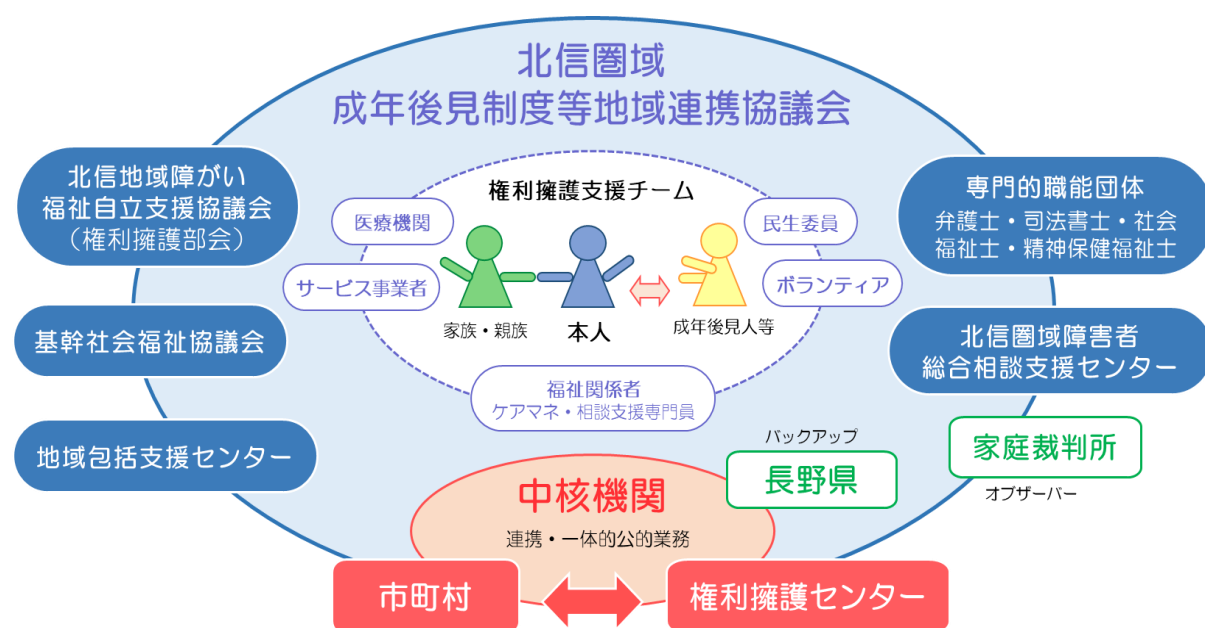 北信圏域
成年後見制度等地域連携協議会
北信地域障がい
福祉自立支援協議会
（権利擁護部会）
基幹社会福祉協議会
地域包括支援センター
権利擁護支援チーム
医療機関
サービス事業者
民生委員
ボランティア
家族・親族
本人
成年後見人等
福祉関係者
ケアマネ・相談支援専門員
専門的職能団体
弁護士・司法書士・社会
福祉士・精神保健福祉士
北信圏域障害者
総合相談支援センター
バックアップ
長野県
家庭裁判所
オブザーバー
中核機関
連携・一体的公的業務
市町村
権利擁護センター